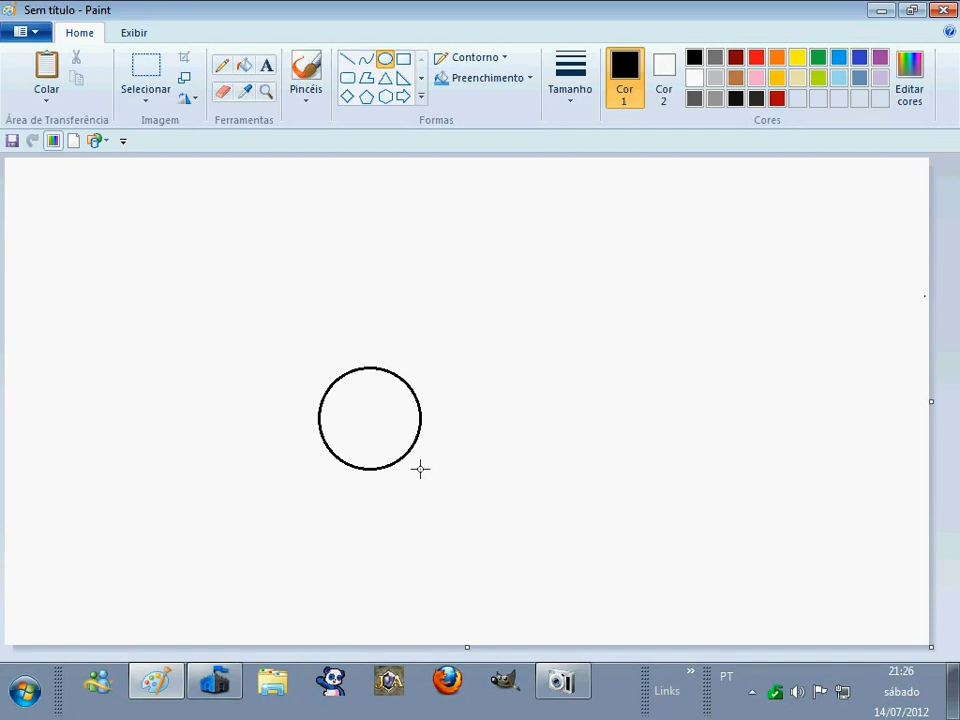 Sem título - Paint
Home
Exibir
Colar
Selecionar
A
Pincéis
Contorno
Preenchimento
Tamanho
Cor 1
Cor 2
Editar cores
Área de Transferência
Imagem
Ferramentas
Formas
Cores
Links
PT
21:26
sábado
14/07/2012